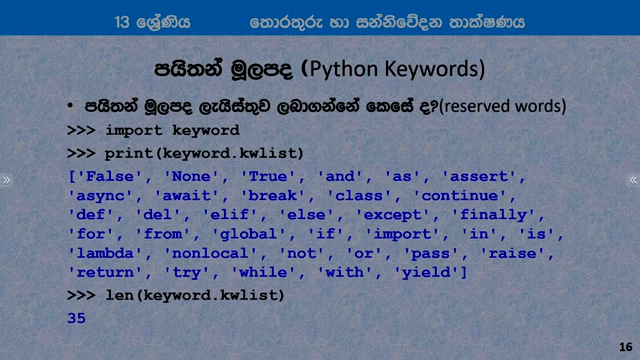 13 ශ්‍රේණිය තොරතුරු හා සන්නිවේදන තාක්ෂණය
පයිතන් මූලපද (Python Keywords)
• පයිතන් මූලපද ලැයිස්තුව ලබාගන්නේ කෙසේ ද?(reserved words)
>>> import keyword
>>> print(keyword.kwlist)
['False', 'None', 'True', 'and', 'as', 'assert',
'async', 'await', 'break', 'class', 'continue',
'def', 'del', 'elif', 'else', 'except', 'finally',
'for', 'from', 'global', 'if', 'import', 'in', 'is',
'lambda', 'nonlocal', 'not', 'or', 'pass', 'raise',
'return', 'try', 'while', 'with', 'yield']
>>> len(keyword.kwlist)
35
16